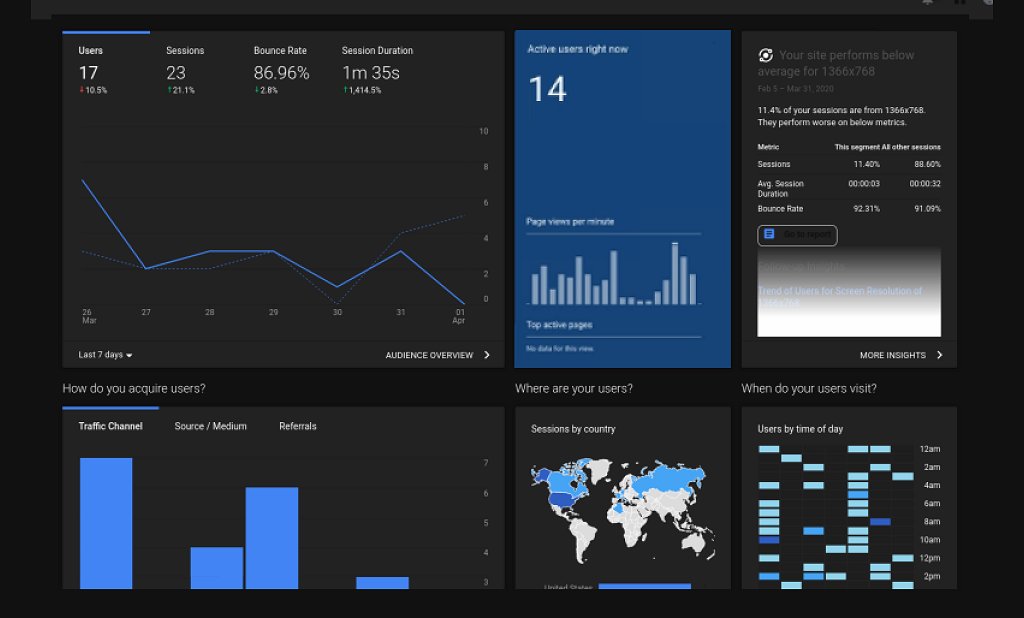 Users
Sessions
Bounce Rate
Session Duration
17
23
86.96%
1m 35s
↓10.5%
↑21.1%
↓2.8%
↑1,414.5%
10
8
6
4
2
0
26
Mar
27
28
29
30
31
01
Apr
Last 7 days
AUDIENCE OVERVIEW
Active users right now
14
Page views per minute
Top active pages
No data for this view.
Your site performs below
average for 1366x768
Feb 5 – Mar 31, 2020
11.4% of your sessions are from 1366x768.
They perform worse on below metrics.
Metric This segment All other sessions
Sessions 11.40% 88.60%
Avg. Session
Duration 00:00:03 00:00:32
Bounce Rate 92.31% 91.09%
Go to report
Follow-up Insights
Trend of Users for Screen Resolution of
1366x768
MORE INSIGHTS
How do you acquire users?
Traffic Channel
Source / Medium
Referrals
7
6
5
4
3
Where are your users?
Sessions by country
United States
When do your users visit?
Users by time of day
12am
2am
4am
6am
8am
10am
12pm
2pm